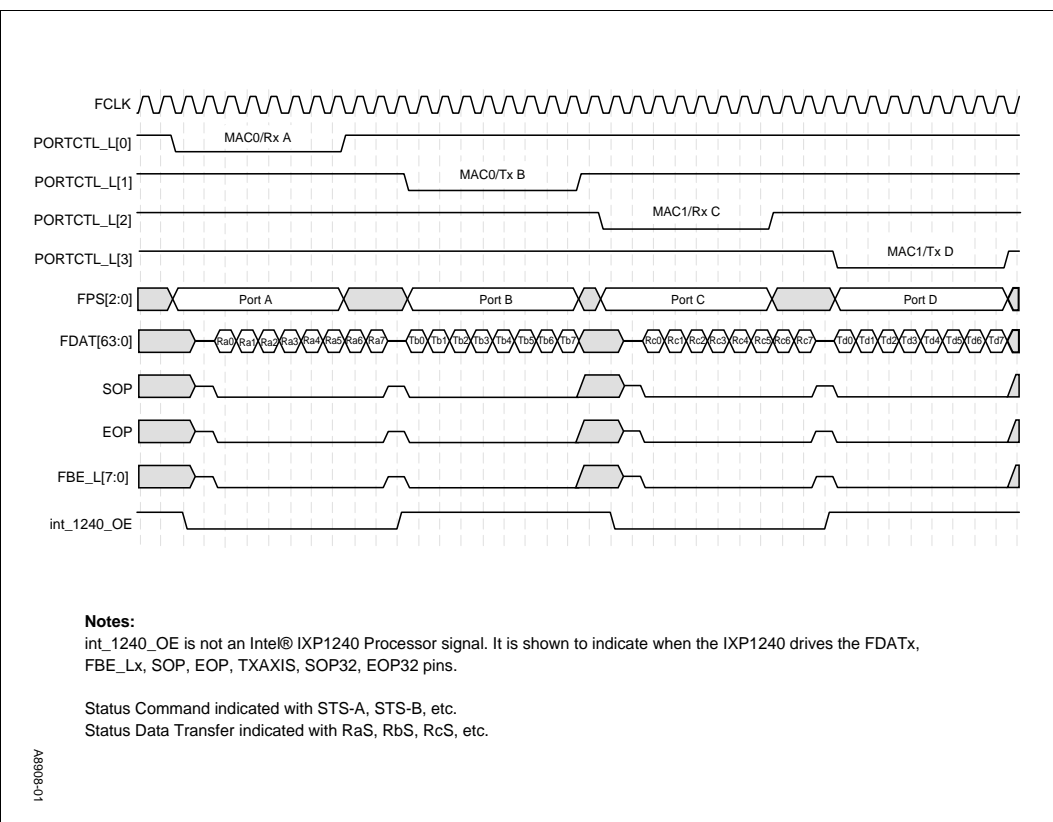 FCLK
PORTCTL_L[0]
MAC0/Rx A
PORTCTL_L[1]
MAC0/Tx B
PORTCTL_L[2]
MAC1/Rx C
PORTCTL_L[3]
MAC1/Tx D
FPS[2:0]
Port A
Port B
Port C
Port D
FDAT[63:0]
Ra0 Ra1 Ra2 Ra3 Ra4 Ra5 Ra6 Ra7
Tb0 Tb1 Tb2 Tb3 Tb4 Tb5 Tb6 Tb7
Rc0 Rc1 Rc2 Rc3 Rc4 Rc5 Rc6 Rc7
Td0 Td1 Td2 Td3 Td4 Td5 Td6 Td7
SOP
EOP
FBE_L[7:0]
int_1240_OE
Notes:
int_1240_OE is not an Intel® IXP1240 Processor signal. It is shown to indicate when the IXP1240 drives the FDATx,
FBE_Lx, SOP, EOP, TXAXIS, SOP32, EOP32 pins.
Status Command indicated with STS-A, STS-B, etc.
Status Data Transfer indicated with RaS, RbS, RcS, etc.
A8908-01